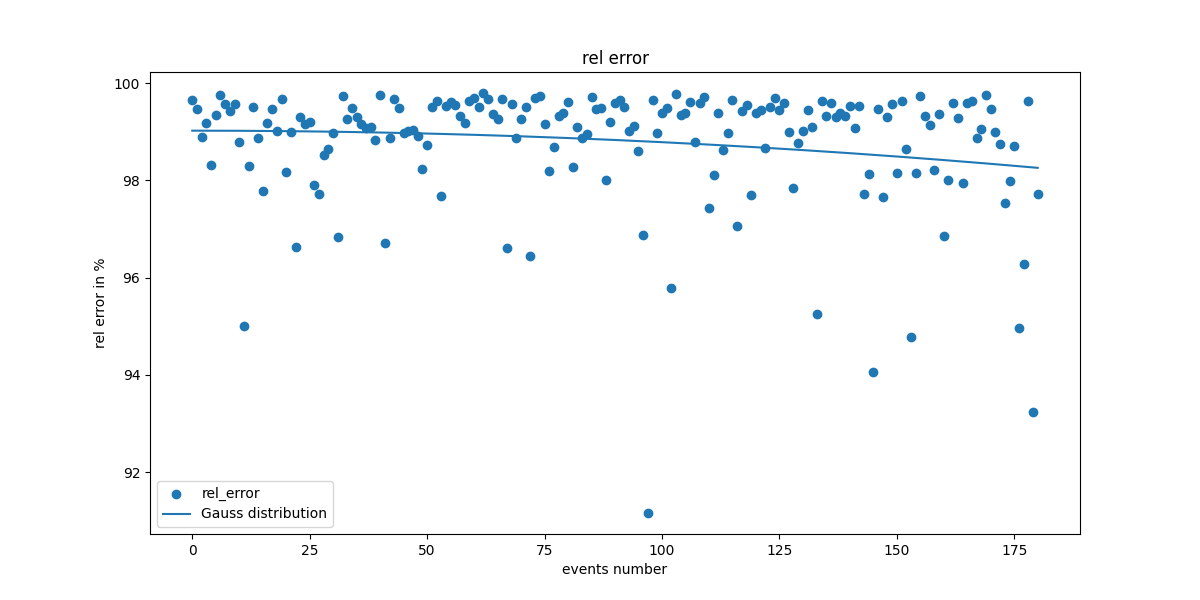 rel error
100
98
96
94
92
rel error in %
rel_error
Gauss distribution
0 25 50 75 100 125 150 175
events number